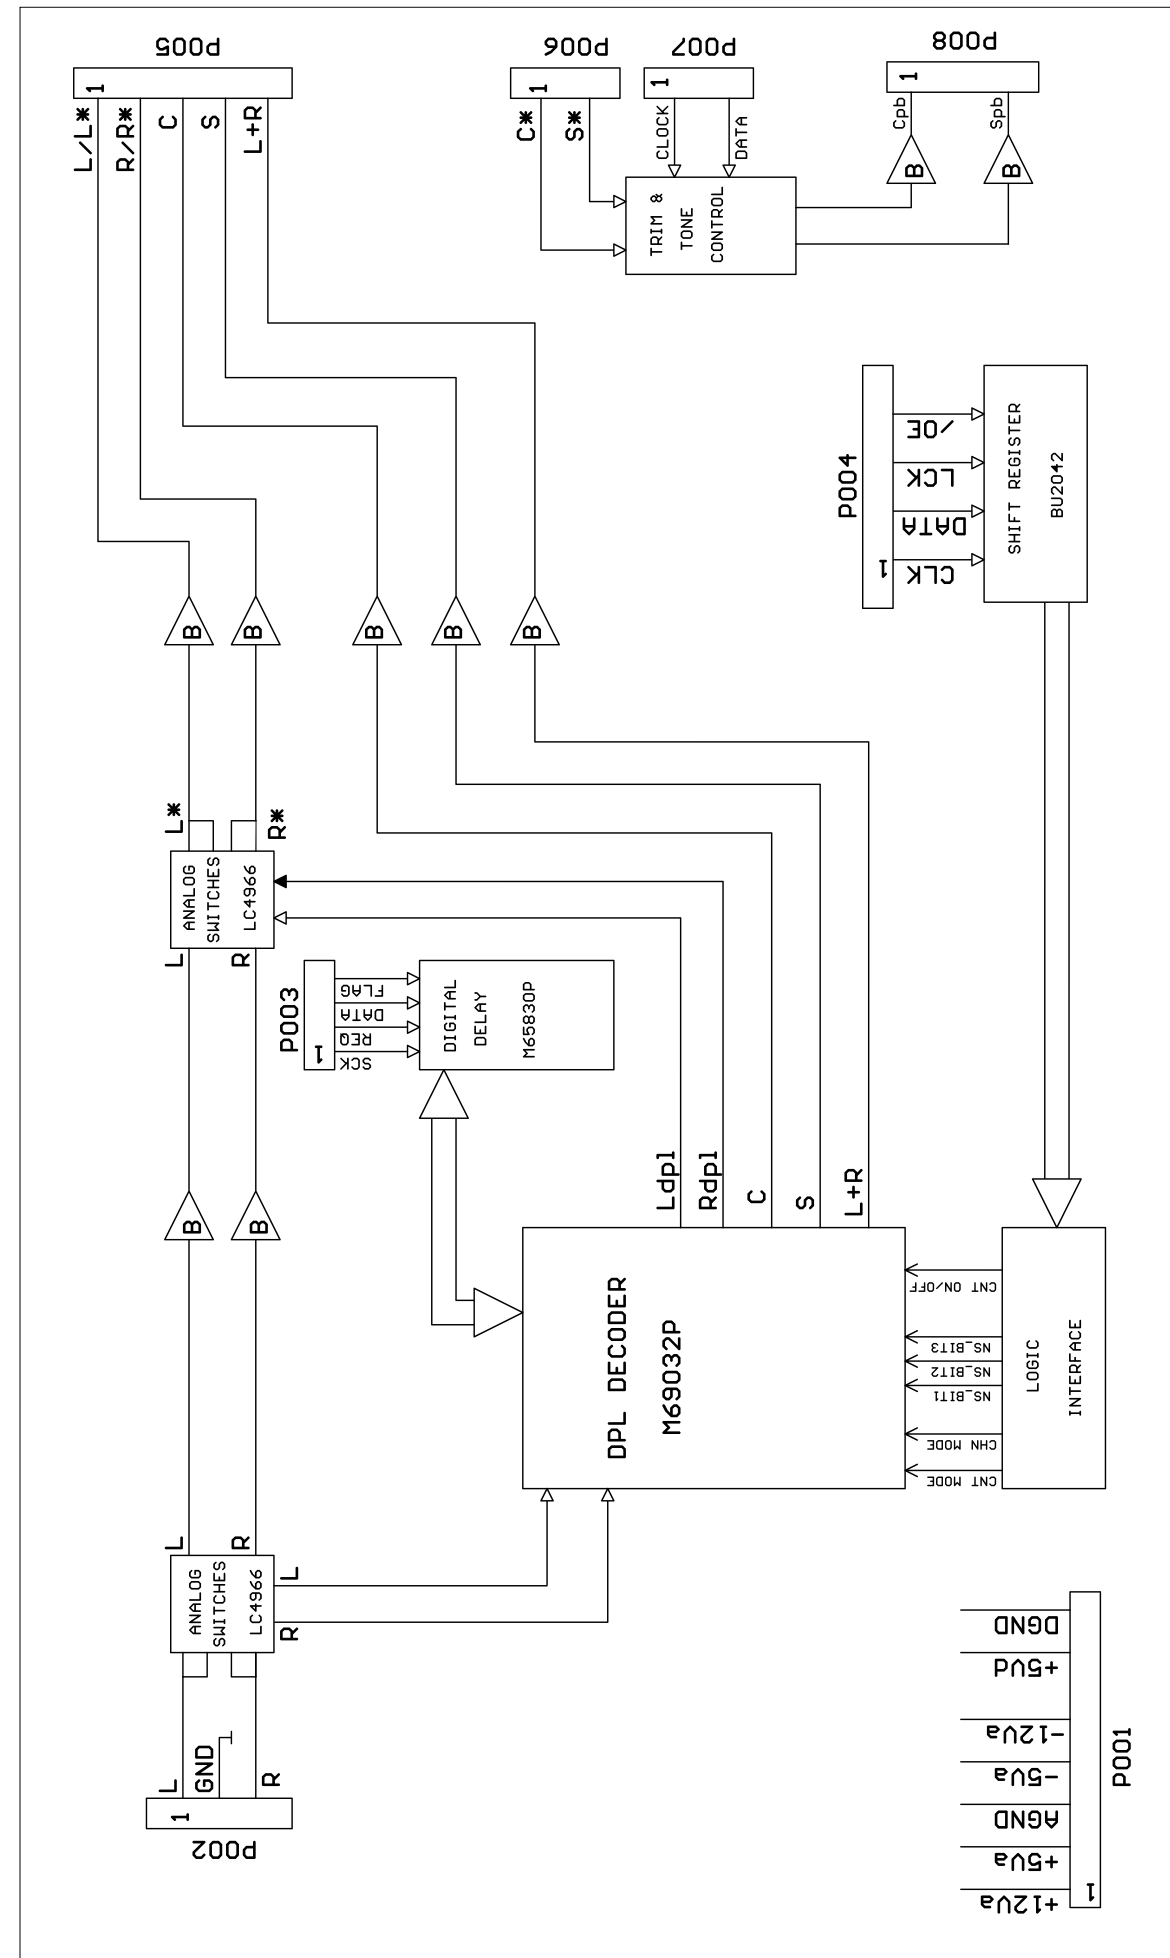 P005
1
L/L*
R/R*
C
S
L+R
P006
1
C*
S*
P007
1
CLOCK
DATA
TRIM &
TONE
CONTROL
P008
1
Cpb
Spb
B
B
P004
1
/OE
LCK
DATA
CLK
SHIFT REGISTER
BU2042
B
B
B
B
B
L*
R*
ANALOG
SWITCHES
LC4966
L
R
P003
1
FLAG
DATA
REQ
SCK
DIGITAL
DELAY
M65830P
B
B
Ldpl
Rdpl
C
S
L+R
DPL DECODER
M69032P
CNT ON/OFF
NS_BIT3
NS_BIT2
NS_BIT1
CHN MODE
CNT MODE
LOGIC
INTERFACE
L
R
ANALOG
SWITCHES
LC4966
L
R
L
GND
R
1
P002
DGND
+5Vd
-12Va
-5Va
AGND
+5Va
+12Va
1
P001